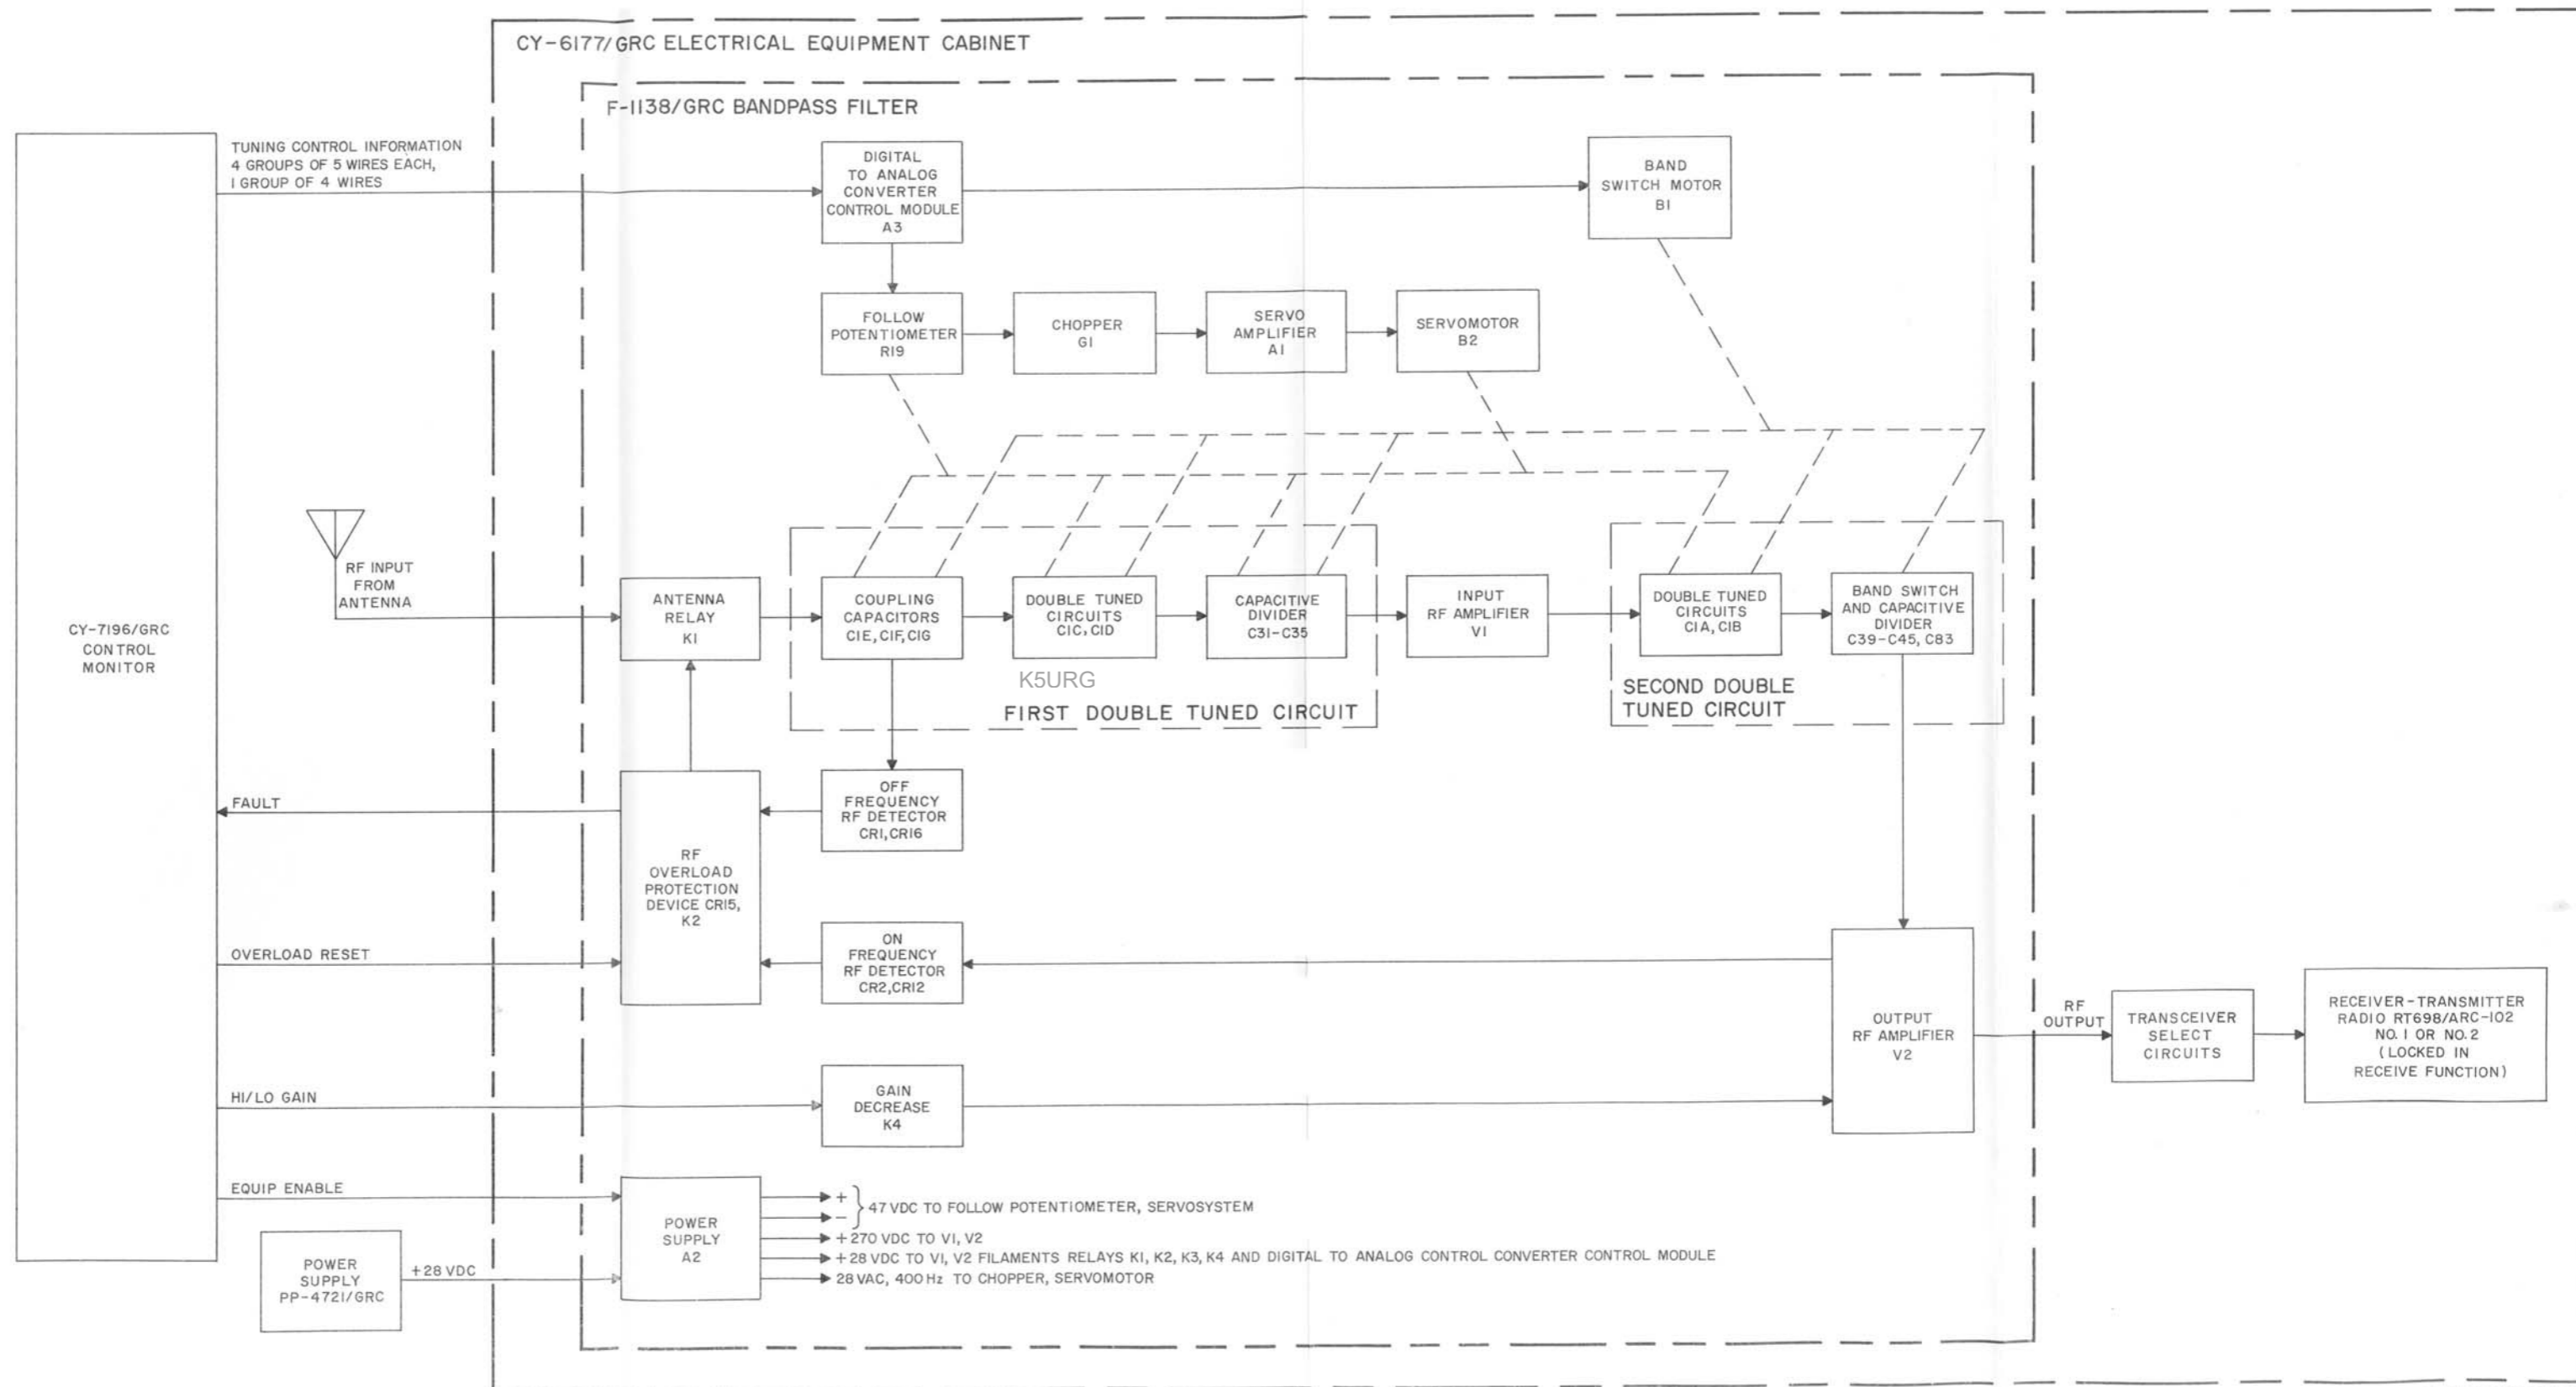 CY-6177/GRC ELECTRICAL EQUIPMENT CABINET
F-1138/GRC BANDPASS FILTER
TUNING CONTROL INFORMATION
4 GROUPS OF 5 WIRES EACH,
1 GROUP OF 4 WIRES
DIGITAL
TO ANALOG
CONVERTER
CONTROL MODULE
A3
BAND
SWITCH MOTOR
B1
FOLLOW
POTENTIOMETER
R19
CHOPPER
G1
SERVO
AMPLIFIER
A1
SERVOMOTOR
B2
RF INPUT
FROM
ANTENNA
CY-7196/GRC
CONTROL
MONITOR
ANTENNA
RELAY
K1
COUPLING
CAPACITORS
C1E, C1F, C1G
DOUBLE TUNED
CIRCUITS
C1C, C1D
CAPACITIVE
DIVIDER
C31-C35
INPUT
RF AMPLIFIER
V1
DOUBLE TUNED
CIRCUITS
C1A, C1B
BAND SWITCH
AND CAPACITIVE
DIVIDER
C39-C45, C83
K5URG
FIRST DOUBLE TUNED CIRCUIT
SECOND DOUBLE
TUNED CIRCUIT
FAULT
OFF
FREQUENCY
RF DETECTOR
CR1, CR16
RF
OVERLOAD
PROTECTION
DEVICE CR15,
K2
OVERLOAD RESET
ON
FREQUENCY
RF DETECTOR
CR2, CR12
OUTPUT
RF AMPLIFIER
V2
RF
OUTPUT
TRANSCEIVER
SELECT
CIRCUITS
RECEIVER-TRANSMITTER
RADIO RT698/ARC-102
NO. 1 OR NO. 2
(LOCKED IN
RECEIVE FUNCTION)
HI/LO GAIN
GAIN
DECREASE
K4
EQUIP ENABLE
POWER
SUPPLY
PP-4721/GRC
+28 VDC
POWER
SUPPLY
A2
+
-
47 VDC TO FOLLOW POTENTIOMETER, SERVOSYSTEM
+270 VDC TO V1, V2
+28 VDC TO V1, V2 FILAMENTS RELAYS K1, K2, K3, K4 AND DIGITAL TO ANALOG CONTROL CONVERTER CONTROL MODULE
28 VAC, 400 Hz TO CHOPPER, SERVOMOTOR